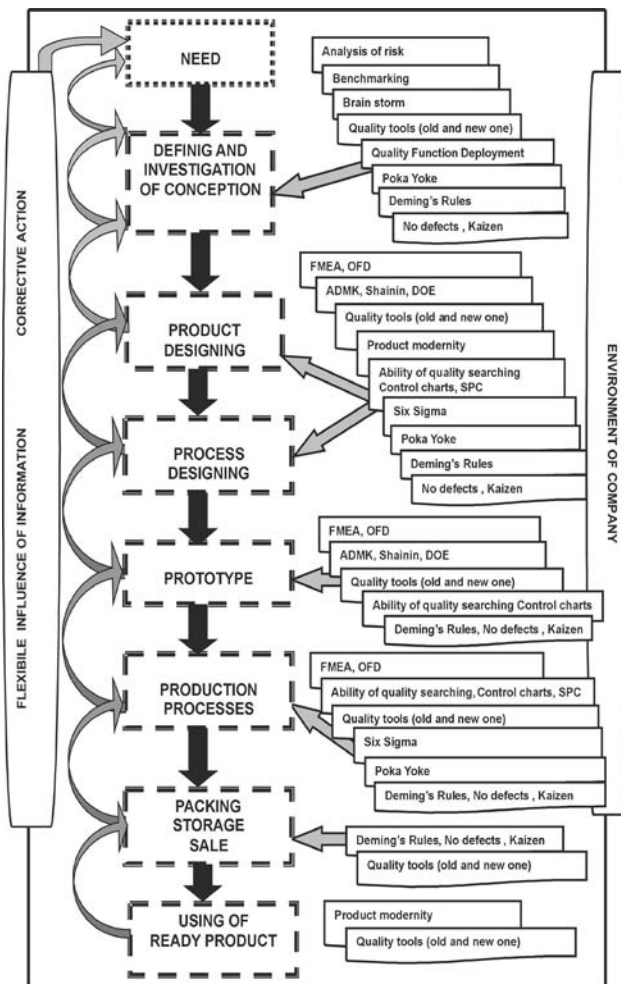 NEED
Analysis of risk
Benchmarking
Brain storm
Quality tools (old and new one)
Quality Function Deployment
Poka Yoke
Deming's Rules
No defects , Kaizen
DEFINIG AND
INVESTIGATION
OF CONCEPTION
FMEA, OFD
ADMK, Shainin, DOE
Quality tools (old and new one)
Product modernity
Ability of quality searching
Control charts, SPC
Six Sigma
Poka Yoke
Deming's Rules
No defects , Kaizen
PRODUCT
DESIGNING
PROCESS
DESIGNING
FMEA, OFD
ADMK, Shainin, DOE
Quality tools (old and new one)
Ability of quality searching Control charts
Deming's Rules, No defects , Kaizen
PROTOTYPE
FMEA, OFD
Ability of quality searching, Control charts, SPC
Quality tools (old and new one)
Six Sigma
Poka Yoke
Deming's Rules, No defects , Kaizen
PRODUCTION
PROCESSES
PACKING
STORAGE
SALE
Deming's Rules, No defects , Kaizen
Quality tools (old and new one)
USING OF
READY PRODUCT
Product modernity
Quality tools (old and new one)
FLEXIBILE INFLUENCE OF INFORMATION CORRECTIVE ACTION
ENVIRONMENT OF COMPANY